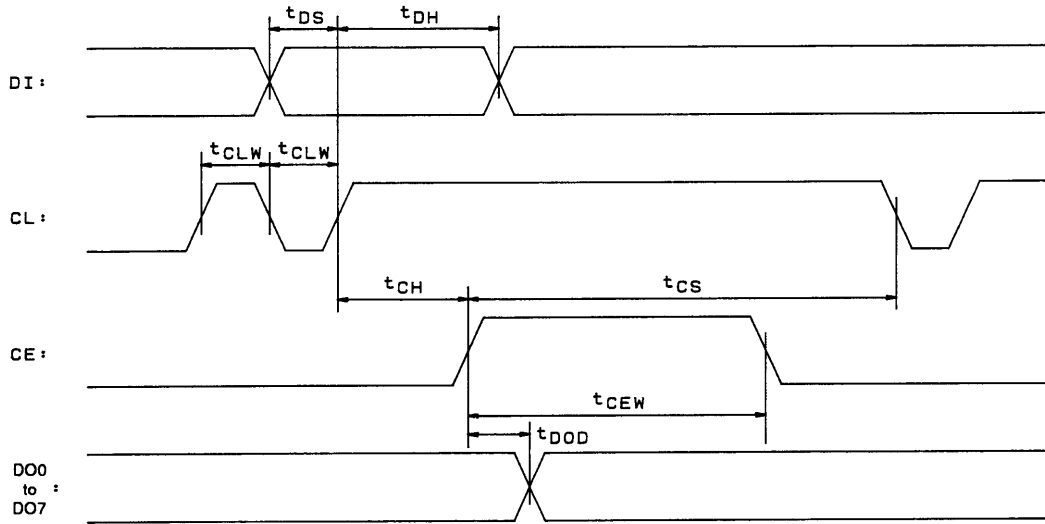 tDS tDH
DI:
tCLW tCLW
CL:
tCH tCS
CE:
tCEW
tDOD
DO0
to :
DO7